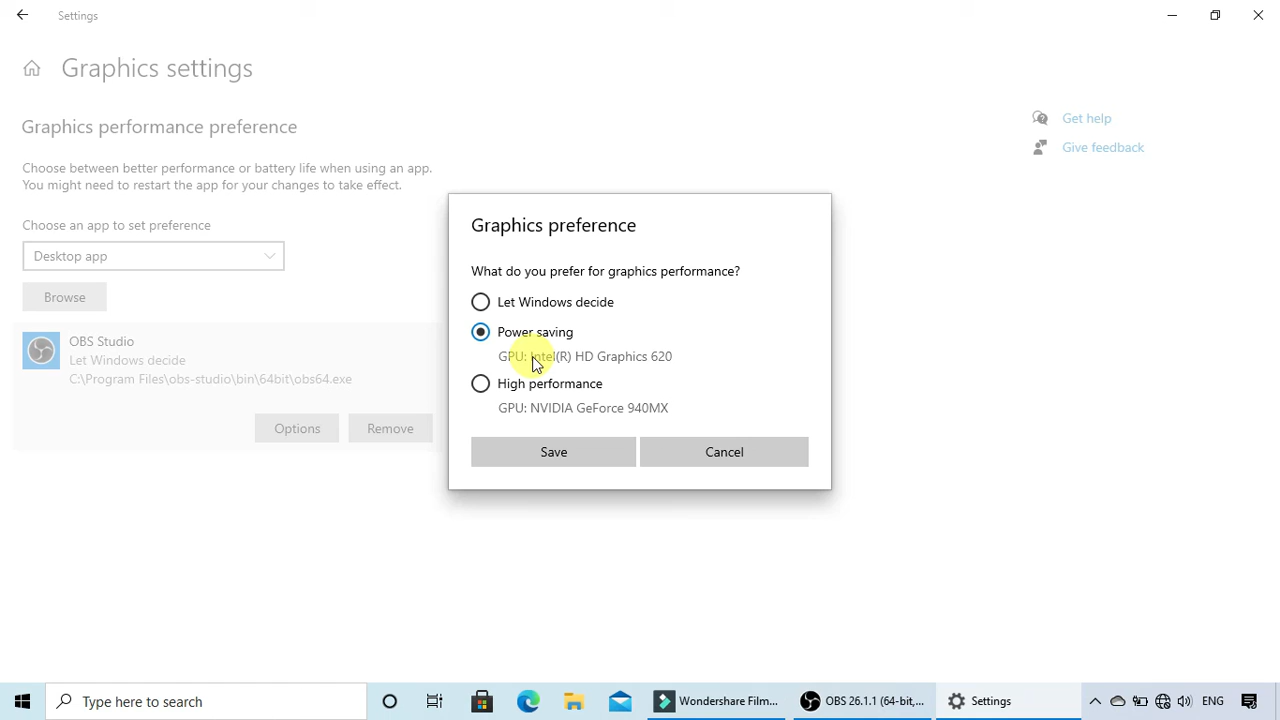 Settings
Graphics settings
Graphics performance preference
Choose between better performance or battery life when using an app.
You might need to restart the app for your changes to take effect.
Choose an app to set preference
Desktop app
Browse
OBS Studio
Let Windows decide
C:\Program Files\obs-studio\bin\64bit\obs64.exe
Options
Remove
Get help
Give feedback
Graphics preference
What do you prefer for graphics performance?
Let Windows decide
Power saving
GPU: Intel(R) HD Graphics 620
High performance
GPU: NVIDIA GeForce 940MX
Save
Cancel
Type here to search
Wondershare Film...
OBS 26.1.1 (64-bit,...
Settings
ENG